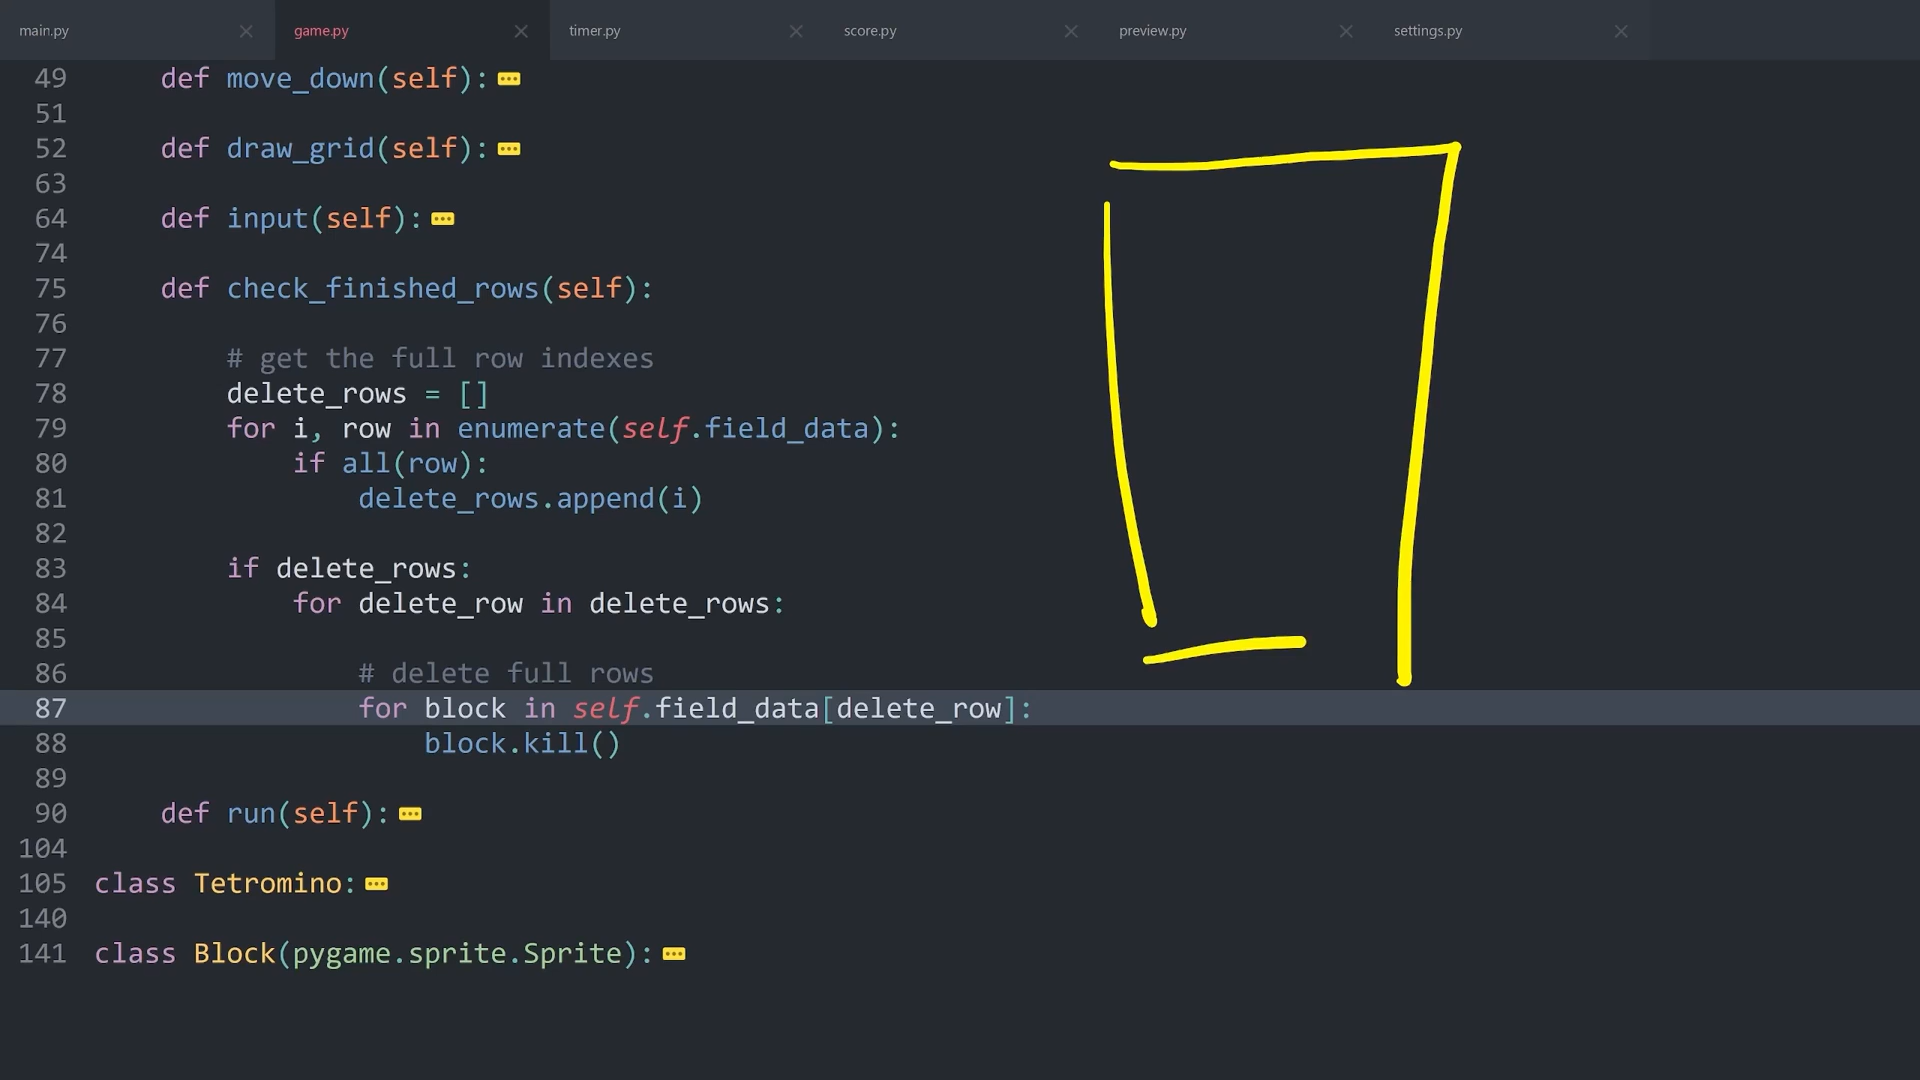 main.py game.py timer.py score.py preview.py settings.py
49 def move_down(self):
51
52 def draw_grid(self):
63
64 def input(self):
74
75 def check_finished_rows(self):
76
77 # get the full row indexes
78 delete_rows = []
79 for i, row in enumerate(self.field_data):
80 if all(row):
81 delete_rows.append(i)
82
83 if delete_rows:
84 for delete_row in delete_rows:
85
86 # delete full rows
87 for block in self.field_data[delete_row]:
88 block.kill()
89
90 def run(self):
104
105 class Tetromino:
140
141 class Block(pygame.sprite.Sprite):